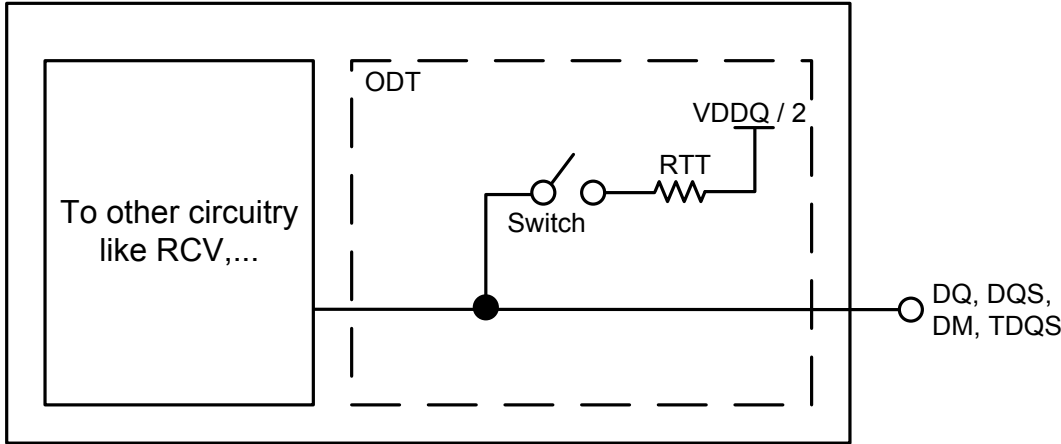 ODT
VDDQ / 2
RTT
Switch
To other circuitry
like RCV,...
DQ, DQS,
DM, TDQS